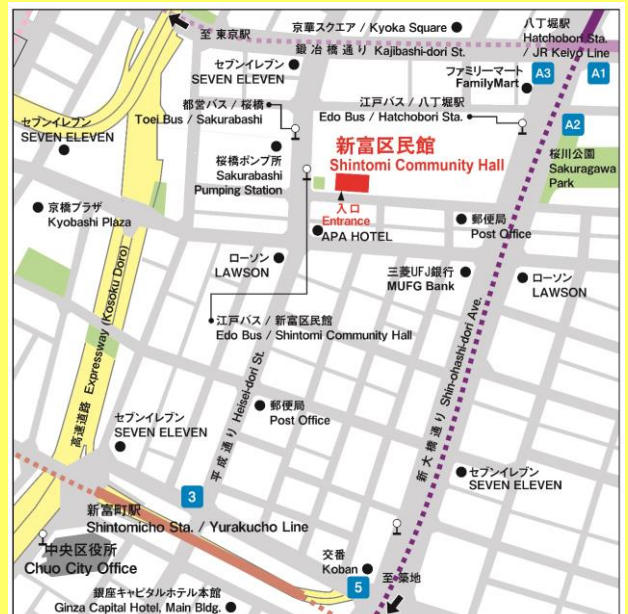 至 東京駅
京華スクエア / Kyoka Square
鍛冶橋通り Kajibashi-dori St.
八丁堀駅
Hatchobori Sta.
/ JR Keiyo Line
セブンイレブン
SEVEN ELEVEN
ファミリーマート
FamilyMart
A3
A1
都営バス / 桜橋
Toei Bus / Sakurabashi
江戸バス / 八丁堀駅
Edo Bus / Hatchobori Sta.
セブンイレブン
SEVEN ELEVEN
A2
新富区民館
Shintomi Community Hall
桜橋ポンプ所
Sakurabashi
Pumping Station
桜川公園
Sakuragawa
Park
京橋プラザ
Kyobashi Plaza
入口
Entrance
郵便局
Post Office
APA HOTEL
ローソン
LAWSON
三菱UFJ銀行
MUFG Bank
ローソン
LAWSON
江戸バス / 新富区民館
Edo Bus / Shintomi Community Hall
高速道路 Expressway (Kosoku Doro)
平成通り Heisei-dori St.
新大橋通り Shin-ohashi-dori Ave.
郵便局
Post Office
セブンイレブン
SEVEN ELEVEN
セブンイレブン
SEVEN ELEVEN
3
新富町駅
Shintomicho Sta. / Yurakucho Line
中央区役所
Chuo City Office
交番
Koban
5
至 築地
銀座キャピタルホテル本館
Ginza Capital Hotel, Main Bldg.